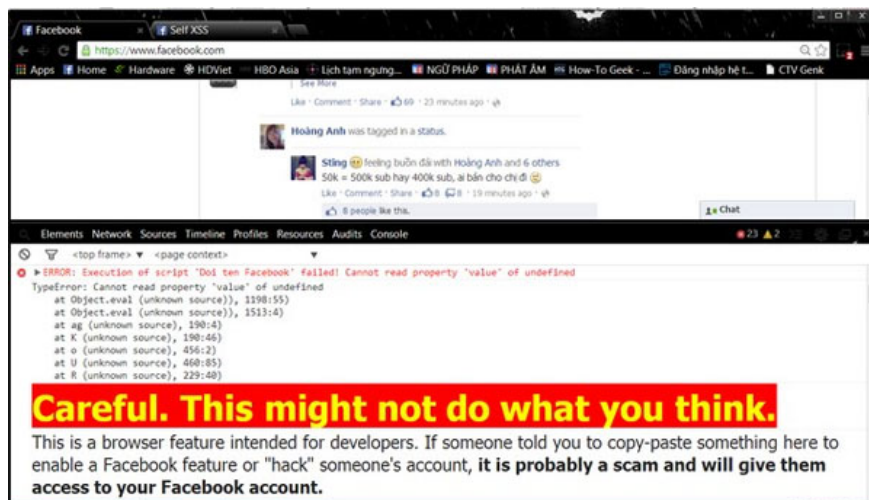 Facebook
Self XSS
https://www.facebook.com
Apps Home Hardware HDViet HBO Asia Lịch tạm ngưng... NGỮ PHÁP PHÁT ÂM How-To Geek - ... Đăng nhập hệ t... CTV Genk
See More
Like · Comment · Share · 69 · 23 minutes ago ·
Hoàng Anh was tagged in a status.
Sting feeling buồn đái with Hoàng Anh and 6 others
50k = 500k sub hay 400k sub, ai bán cho chị đi
Like · Comment · Share · 8 8 · 19 minutes ago ·
8 people like this.
Chat
Elements Network Sources Timeline Profiles Resources Audits Console
23 2
<top frame> <page context>
ERROR: Execution of script 'Doi ten Facebook' failed! Cannot read property 'value' of undefined
TypeError: Cannot read property 'value' of undefined
at Object.eval (unknown source)), 1198:55)
at Object.eval (unknown source)), 1513:4)
at ag (unknown source), 190:4)
at K (unknown source), 190:46)
at o (unknown source), 456:2)
at U (unknown source), 460:85)
at R (unknown source), 229:40)
Careful. This might not do what you think.
This is a browser feature intended for developers. If someone told you to copy-paste something here to
enable a Facebook feature or "hack" someone's account, it is probably a scam and will give them
access to your Facebook account.